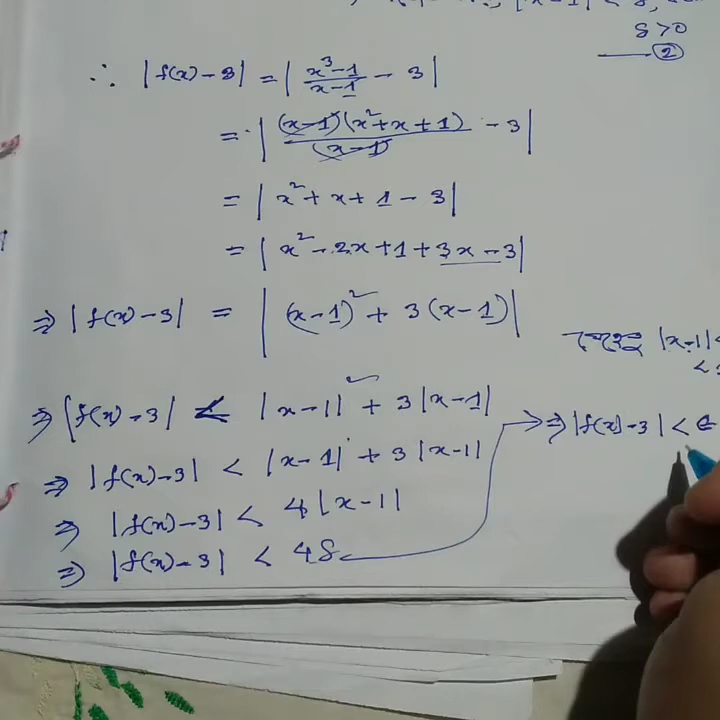 |x-1| < δ,
δ > 0
②
∴ |f(x) - 3| = | x³-1 / x-1 - 3 |
= | (x-1)(x²+x+1) / (x-1) - 3 |
= | x² + x + 1 - 3 |
= | x² - 2x + 1 + 3x - 3 |
⇒ |f(x) - 3| = | (x-1)² + 3(x-1) |
|x-1| <
⇒ |f(x) - 3| < |x-1|² + 3|x-1|
⇒ |f(x) - 3| < ϵ
⇒ |f(x) - 3| < |x-1| + 3|x-1|
⇒ |f(x) - 3| < 4|x-1|
⇒ |f(x) - 3| < 4δ